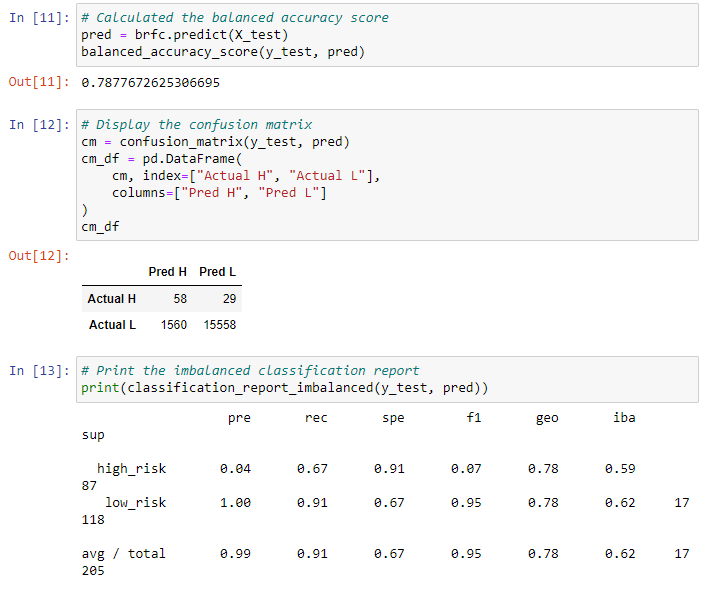 In [11]: # Calculated the balanced accuracy score
pred = brfc.predict(X_test)
balanced_accuracy_score(y_test, pred)
Out[11]: 0.7877672625306695
In [12]: # Display the confusion matrix
cm = confusion_matrix(y_test, pred)
cm_df = pd.DataFrame(
    cm, index=["Actual H", "Actual L"],
    columns=["Pred H", "Pred L"]
)
cm_df
Out[12]:
Pred H Pred L
Actual H 58 29
Actual L 1560 15558
In [13]: # Print the imbalanced classification report
print(classification_report_imbalanced(y_test, pred))
pre rec spe f1 geo iba
sup
high_risk 0.04 0.67 0.91 0.07 0.78 0.59
87
low_risk 1.00 0.91 0.67 0.95 0.78 0.62 17
118
avg / total 0.99 0.91 0.67 0.95 0.78 0.62 17
205